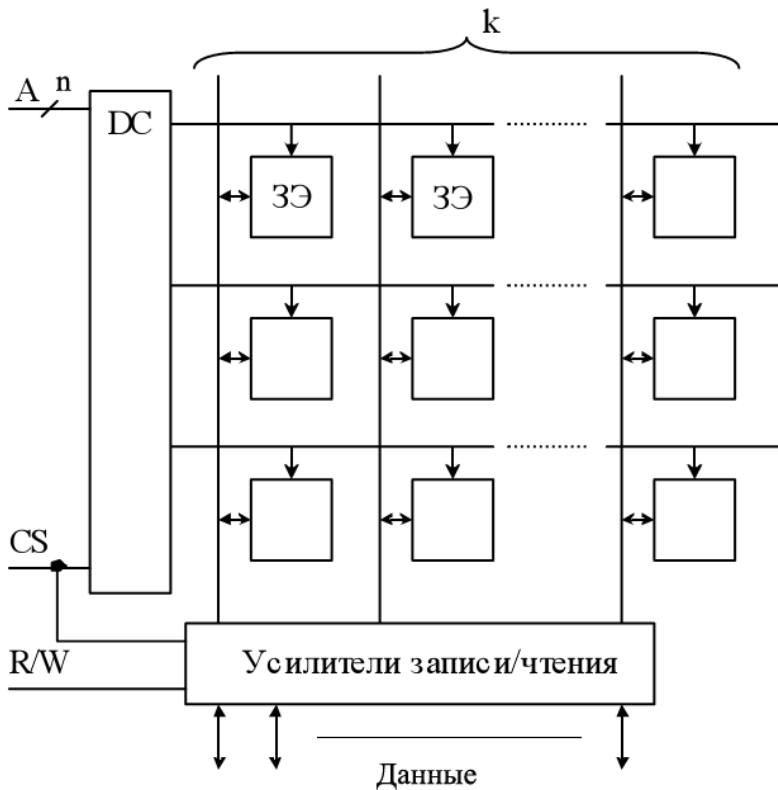 k
A n
DC
ЗЭ ЗЭ
CS
R/W
Усилители записи/чтения
Данные